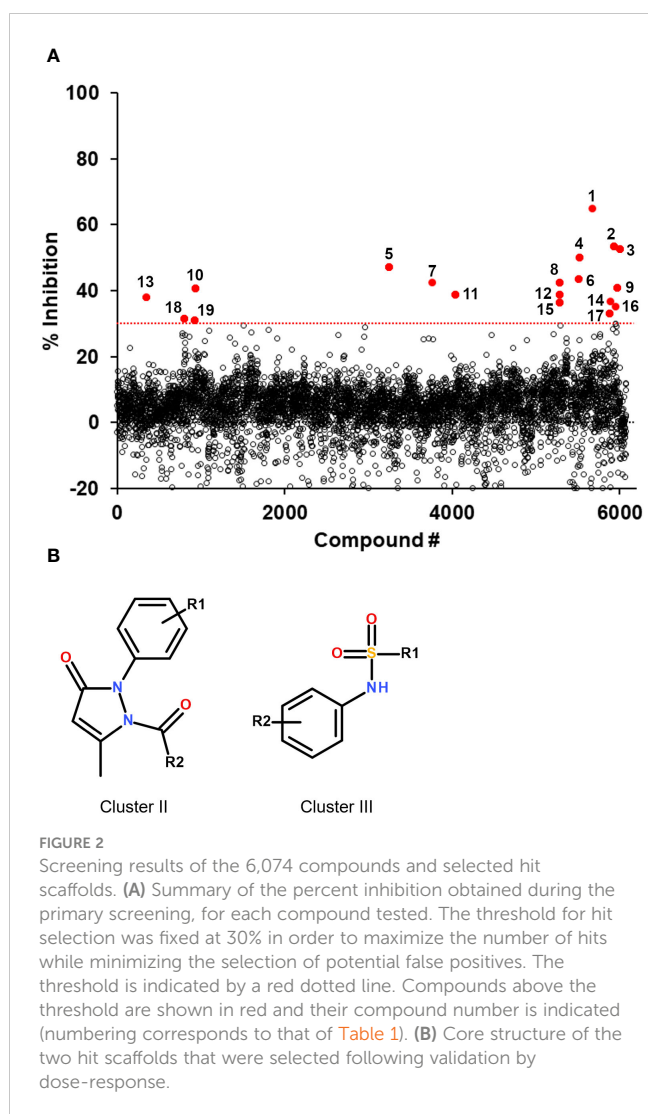 A
100
80
60
40
20
0
-20
% Inhibition
1
2
3
4
5
6
7
8
9
10
11
12
13
14
15
16
17
18
19
0
2000
4000
6000
Compound #
B
R1
O
N
N
O
R2
Cluster II
O
O
S
R1
NH
R2
Cluster III
FIGURE 2
Screening results of the 6,074 compounds and selected hit
scaffolds. (A) Summary of the percent inhibition obtained during the
primary screening, for each compound tested. The threshold for hit
selection was fixed at 30% in order to maximize the number of hits
while minimizing the selection of potential false positives. The
threshold is indicated by a red dotted line. Compounds above the
threshold are shown in red and their compound number is indicated
(numbering corresponds to that of Table 1). (B) Core structure of the
two hit scaffolds that were selected following validation by
dose-response.